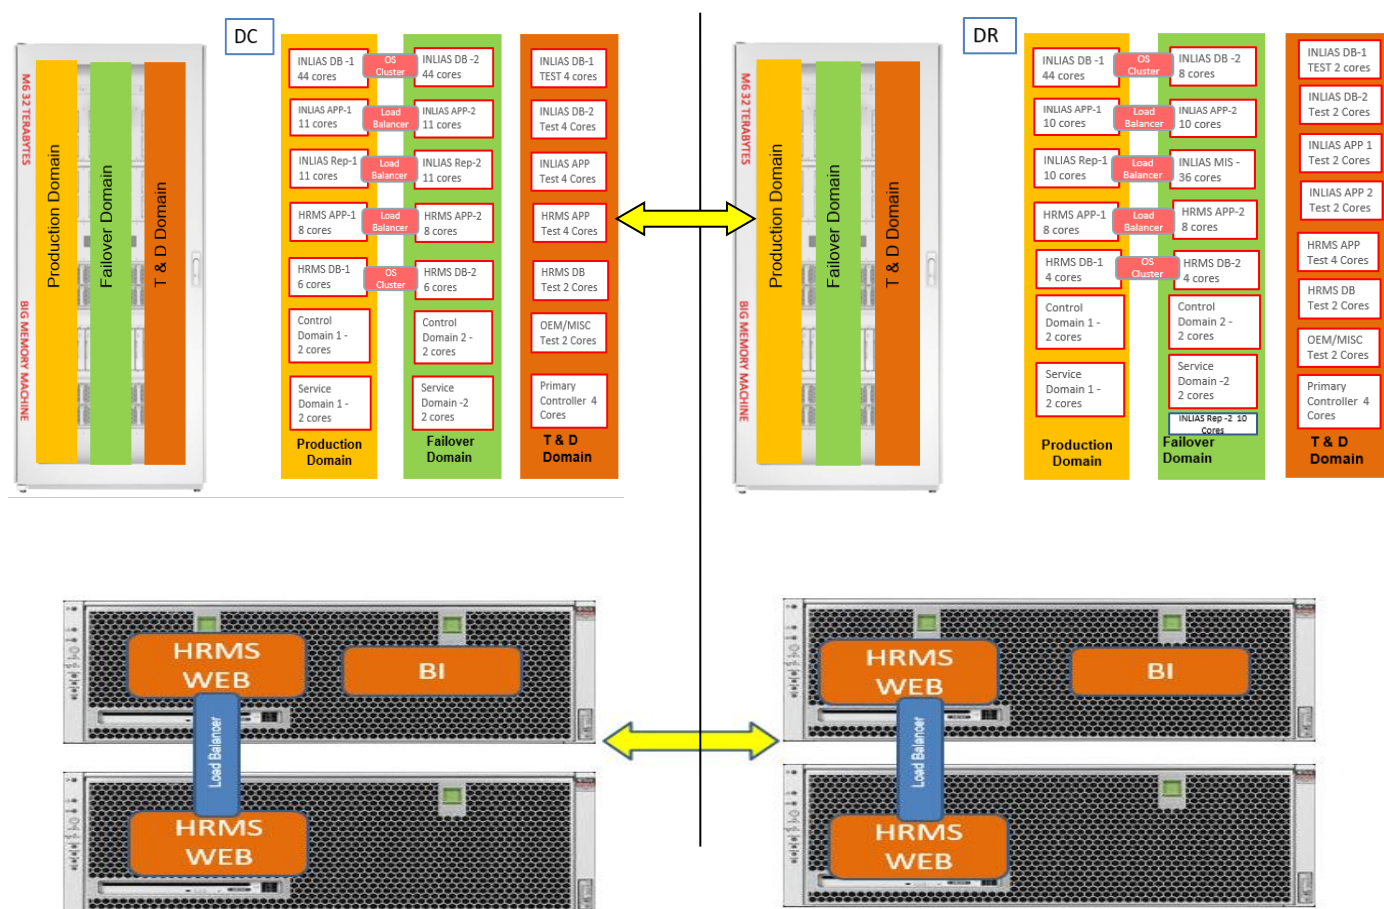 DC
M6 32 TERABYTES
BIG MEMORY MACHINE
Production Domain
Failover Domain
T & D Domain
INLIAS DB -1
44 cores
OS
Cluster
INLIAS DB -2
44 cores
INLIAS DB-1
TEST 4 cores
INLIAS APP-1
11 cores
Load
Balancer
INLIAS APP-2
11 cores
INLIAS DB-2
Test 4 Cores
INLIAS Rep-1
11 cores
Load
Balancer
INLIAS Rep-2
11 cores
INLIAS APP
Test 4 Cores
HRMS APP-1
8 cores
Load
Balancer
HRMS APP-2
8 cores
HRMS APP
Test 4 Cores
HRMS DB-1
6 cores
OS
Cluster
HRMS DB-2
6 cores
HRMS DB
Test 2 Cores
Control
Domain 1 -
2 cores
Control
Domain 2 -
2 cores
OEM/MISC
Test 2 Cores
Service
Domain 1 -
2 cores
Service
Domain -2
2 cores
Primary
Controller 4
Cores
Production
Domain
Failover
Domain
T & D
Domain
DR
M6 32 TERABYTES
BIG MEMORY MACHINE
Production Domain
Failover Domain
T & D Domain
INLIAS DB -1
44 cores
OS
Cluster
INLIAS DB -2
8 cores
INLIAS DB-1
TEST 2 cores
INLIAS APP-1
10 cores
Load
Balancer
INLIAS APP-2
10 cores
INLIAS DB-2
Test 2 Cores
INLIAS Rep-1
10 cores
Load
Balancer
INLIAS MIS -
36 cores
INLIAS APP 1
Test 2 Cores
INLIAS APP 2
Test 2 Cores
HRMS APP-1
8 cores
Load
Balancer
HRMS APP-2
8 cores
HRMS APP
Test 4 Cores
HRMS DB-1
4 cores
OS
Cluster
HRMS DB-2
4 cores
HRMS DB
Test 2 Cores
Control
Domain 1 -
2 cores
Control
Domain 2 -
2 cores
OEM/MISC
Test 2 Cores
Service
Domain 1 -
2 cores
Service
Domain -2
2 cores
Primary
Controller 4
Cores
INLIAS Rep -2 10
Cores
Production
Domain
Failover
Domain
T & D
Domain
HRMS
WEB
BI
Load Balancer
HRMS
WEB
HRMS
WEB
BI
Load Balancer
HRMS
WEB